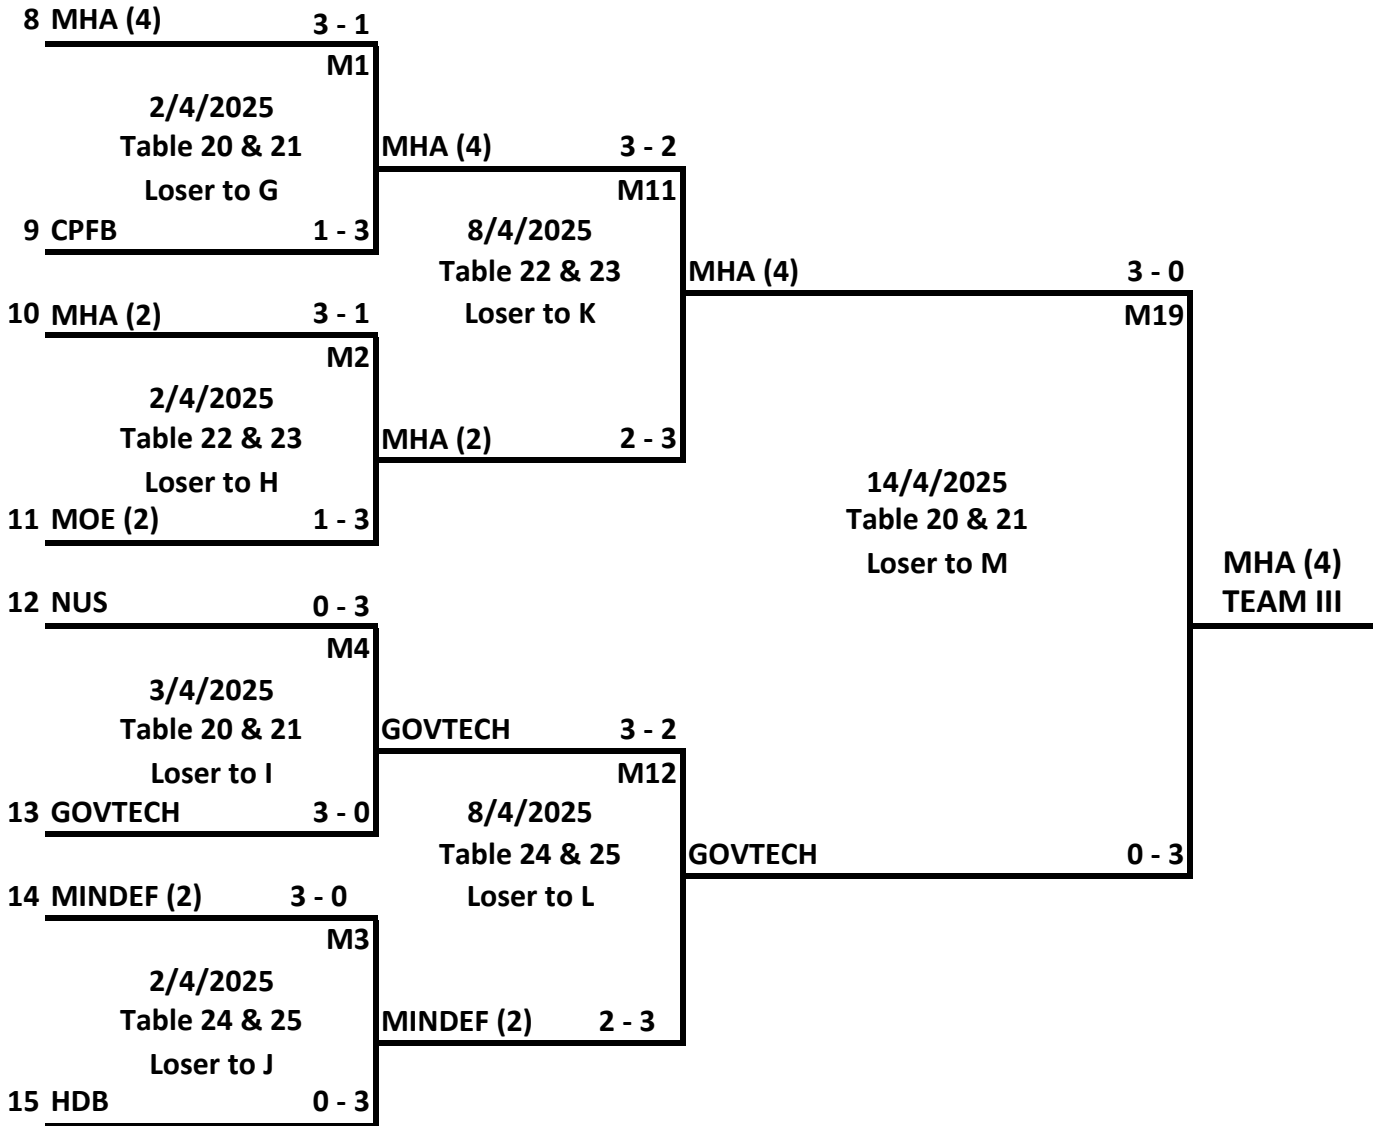 8 MHA (4) 3 - 1
M1
2/4/2025
Table 20 & 21
Loser to G
9 CPFB 1 - 3
MHA (4) 3 - 2
M11
8/4/2025
Table 22 & 23
Loser to K
10 MHA (2) 3 - 1
M2
2/4/2025
Table 22 & 23
Loser to H
11 MOE (2) 1 - 3
MHA (2) 2 - 3
MHA (4) 3 - 0
M19
14/4/2025
Table 20 & 21
Loser to M
MHA (4)
TEAM III
12 NUS 0 - 3
M4
3/4/2025
Table 20 & 21
Loser to I
13 GOVTECH 3 - 0
GOVTECH 3 - 2
M12
8/4/2025
Table 24 & 25
Loser to L
GOVTECH 0 - 3
14 MINDEF (2) 3 - 0
M3
2/4/2025
Table 24 & 25
Loser to J
15 HDB 0 - 3
MINDEF (2) 2 - 3